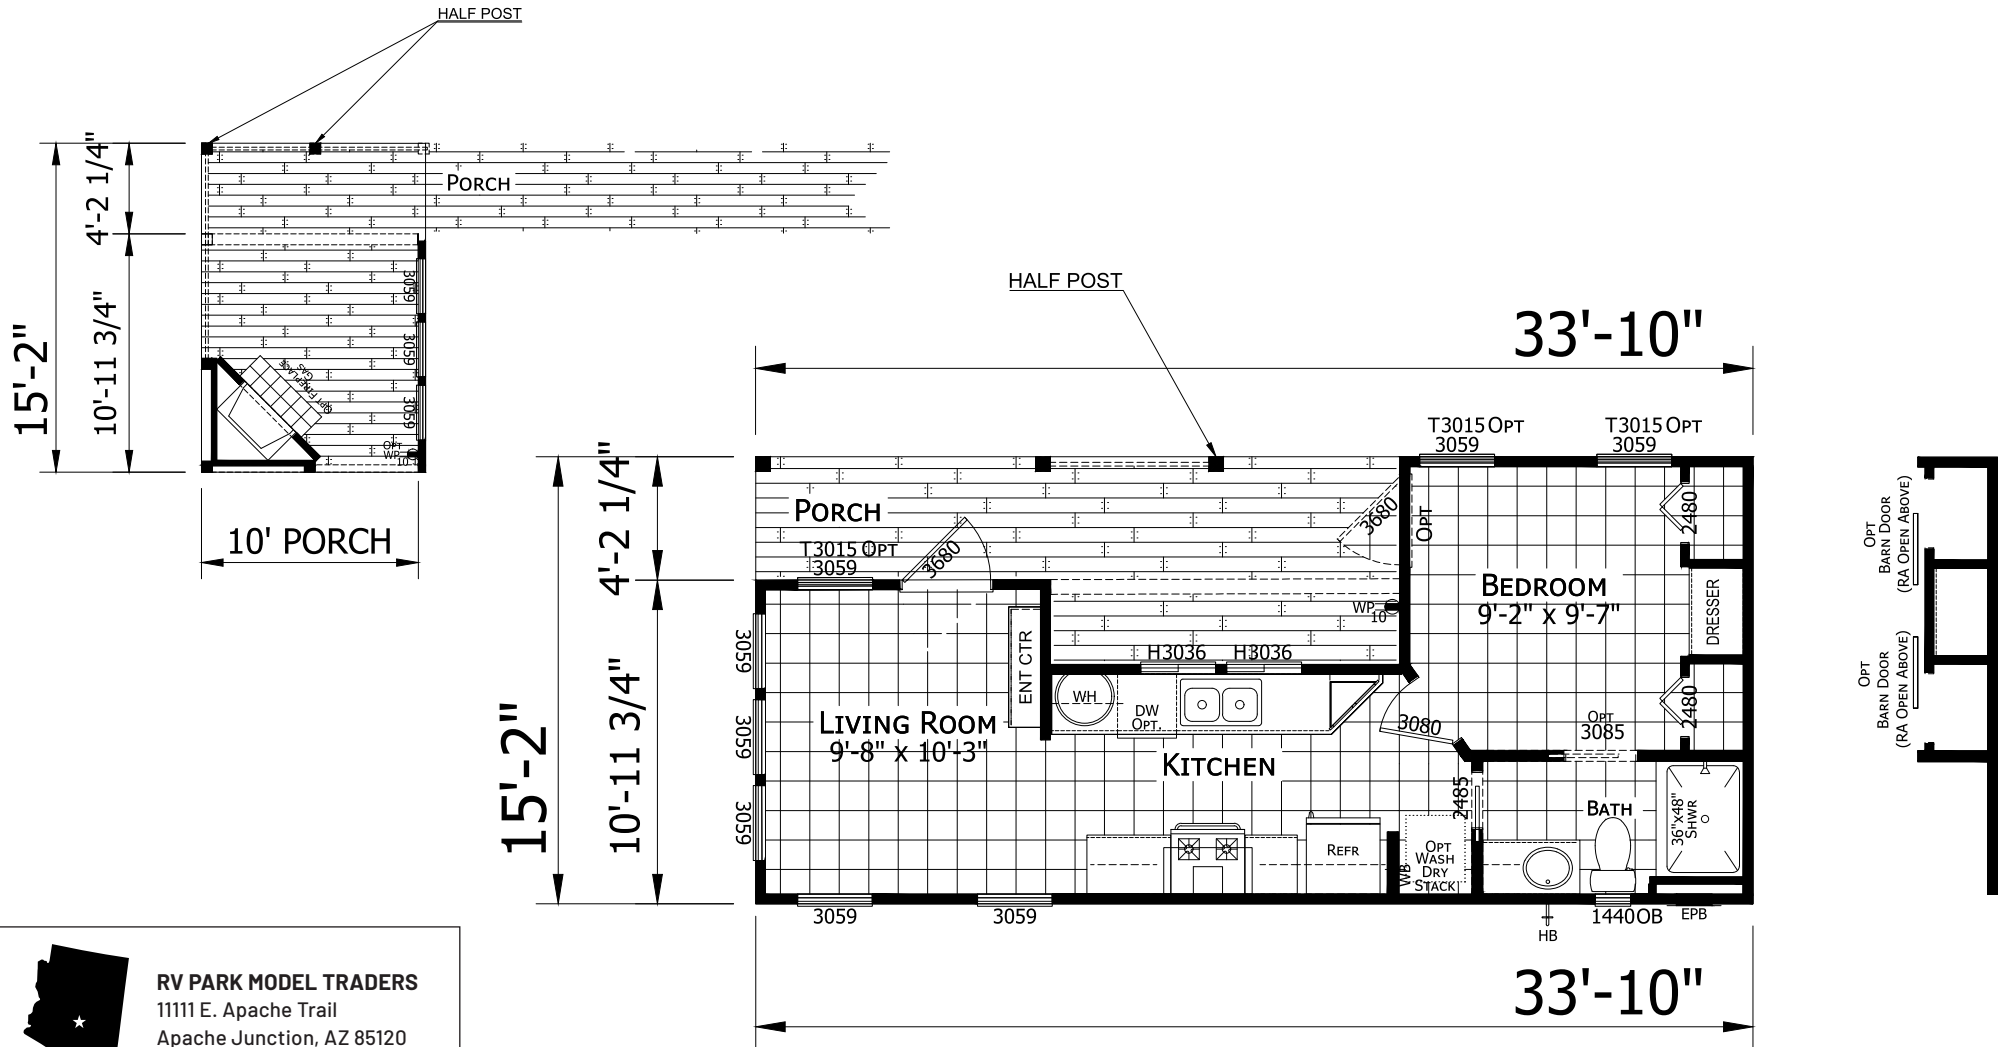 HALF POST
15'-2"
4'-2 1/4"
10'-11 3/4"
PORCH
3059
3059
3059
OPT FIREPLACE
GAS
OPT
WP
10
10' PORCH
HALF POST
33'-10"
T3015 OPT
3059
T3015 OPT
3059
15'-2"
4'-2 1/4"
10'-11 3/4"
PORCH
T3015 OPT
3059
3680
3680
OPT
WP
10
BEDROOM
9'-2" X 9'-7"
2480
DRESSER
2480
3059
3059
3059
ENT CTR
H3036
H3036
LIVING ROOM
9'-8" X 10'-3"
WH
DW
OPT.
KITCHEN
3080
OPT
3085
2485
BATH
36"x48"
SHWR
REFR
WB
OPT
WASH
DRY
STACK
3059
3059
HB
1440OB
EPB
33'-10"
OPT
BARN DOOR
(RA OPEN ABOVE)
OPT
BARN DOOR
(RA OPEN ABOVE)
RV PARK MODEL TRADERS
11111 E. Apache Trail
Apache Junction, AZ 85120